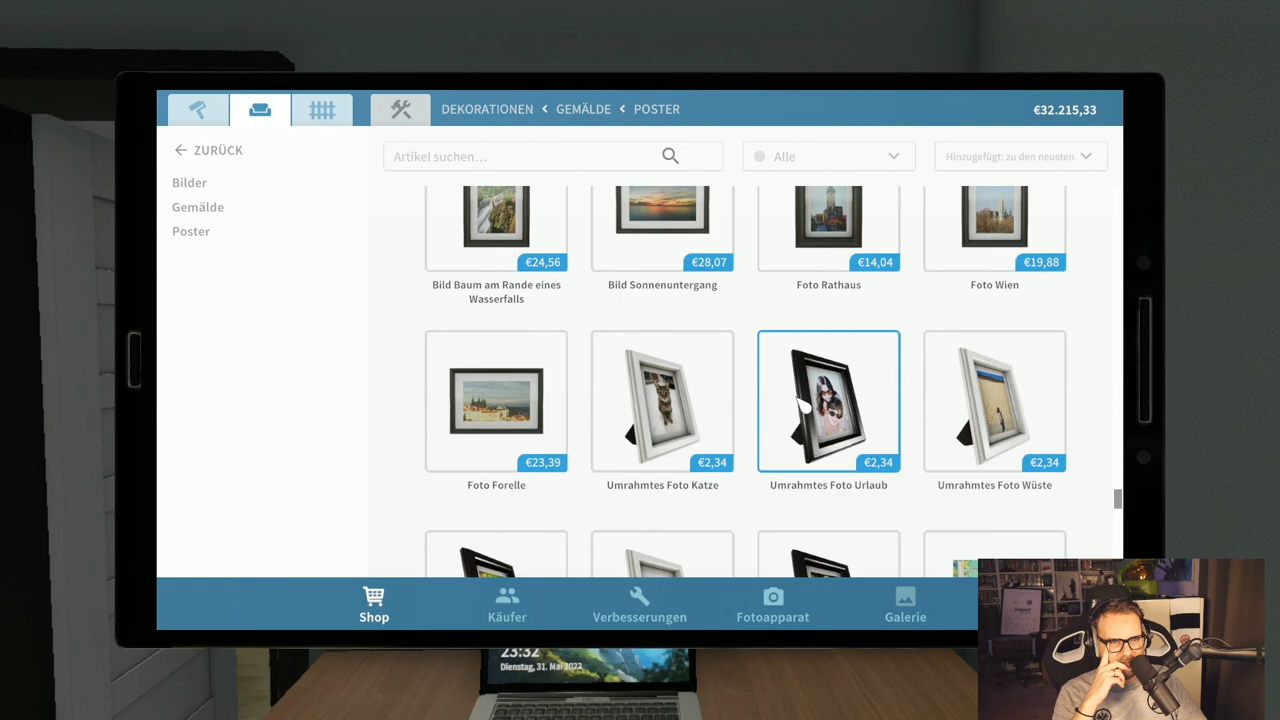 DEKORATIONEN < GEMÄLDE < POSTER
€32.215,33
ZURÜCK
Artikel suchen...
Alle
Hinzugefügt: zu den neusten
Bilder
Gemälde
Poster
€24,56
€28,07
€14,04
€19,88
Bild Baum am Rande eines
Wasserfalls
Bild Sonnenuntergang
Foto Rathaus
Foto Wien
€23,39
€2,34
€2,34
€2,34
Foto Forelle
Umrahmtes Foto Katze
Umrahmtes Foto Urlaub
Umrahmtes Foto Wüste
Shop
Käufer
Verbesserungen
Fotoapparat
Galerie
23:32
Dienstag, 31. Mai 2022